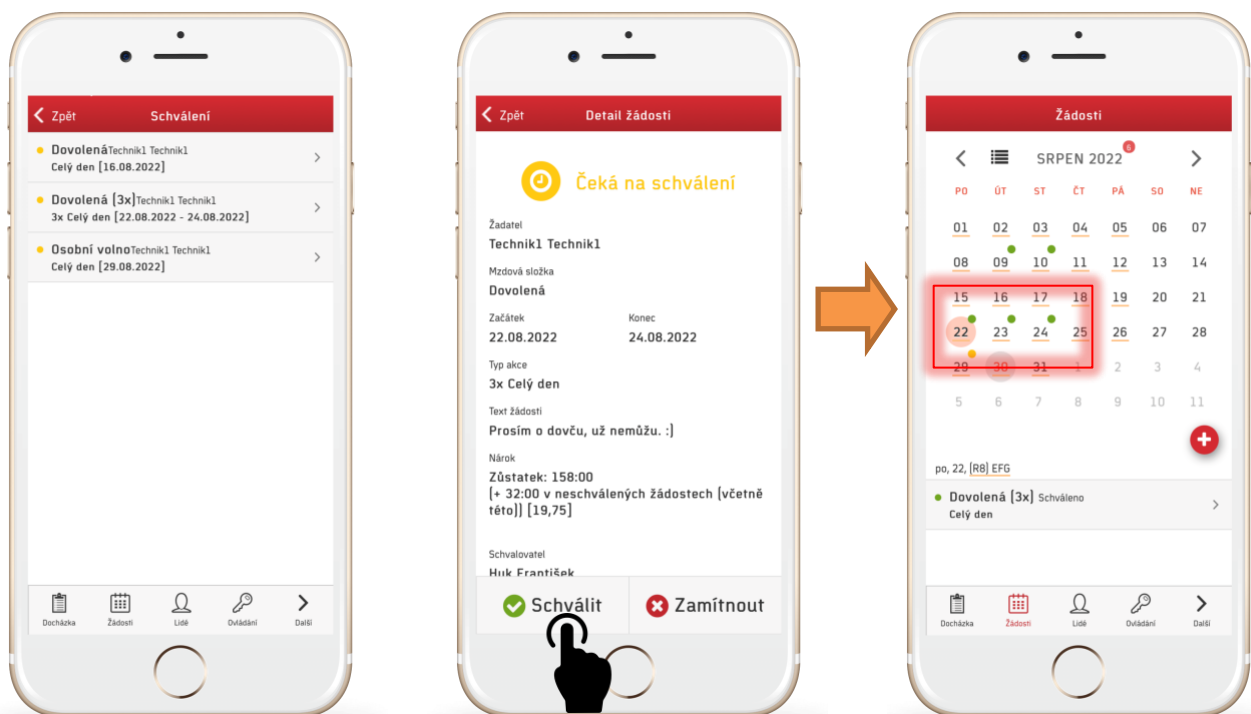 Zpět Schválení
DovolenáTechnik1 Technik1
Celý den [16.08.2022]
Dovolená (3x)Technik1 Technik1
3x Celý den [22.08.2022 - 24.08.2022]
Osobní volnoTechnik1 Technik1
Celý den [29.08.2022]
Docházka Žádosti Lidé Ovládání Další
Zpět Detail žádosti
Čeká na schválení
Žadatel
Technik1 Technik1
Mzdová složka
Dovolená
Začátek Konec
22.08.2022 24.08.2022
Typ akce
3x Celý den
Text žádosti
Prosím o dovču, už nemůžu. :)
Nárok
Zůstatek: 158:00
(+ 32:00 v neschválených žádostech (včetně
této)) [19,75]
Schvalovatel
Huk František
Schválit Zamítnout
Žádosti
SRPEN 2022 6
PO ÚT ST ČT PÁ SO NE
01 02 03 04 05 06 07
08 09 10 11 12 13 14
15 16 17 18 19 20 21
22 23 24 25 26 27 28
29 30 31 1 2 3 4
5 6 7 8 9 10 11
po, 22, (R8) EFG
Dovolená (3x) Schváleno
Celý den
Docházka Žádosti Lidé Ovládání Další